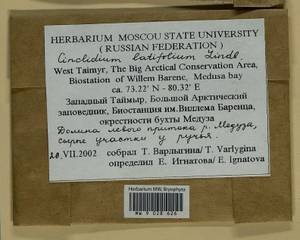 HERBARIUM MOSCOU STATE UNIVERSITY
( RUSSIAN FEDERATION )
Cinclidium latifolium Lindb.
West Taimyr, The Big Arctical Conservation Area,
Biostation of Willem Barenc, Medusa bay
ca. 73.22' N - 80.32' E
Западный Таймыр, Большой Арктический
заповедник, Биостанция им.Виллема Баренца,
окрестности бухты Медуза
Долина левого притока р. Медуза,
сырые участки у ручья.
20.VII.2002 собрал Т. Варлыгина/ T. Varlygina
определил Е. Игнатова/ E. Ignatova
Herbarium MW, Bryophyta
MW 9 028 626